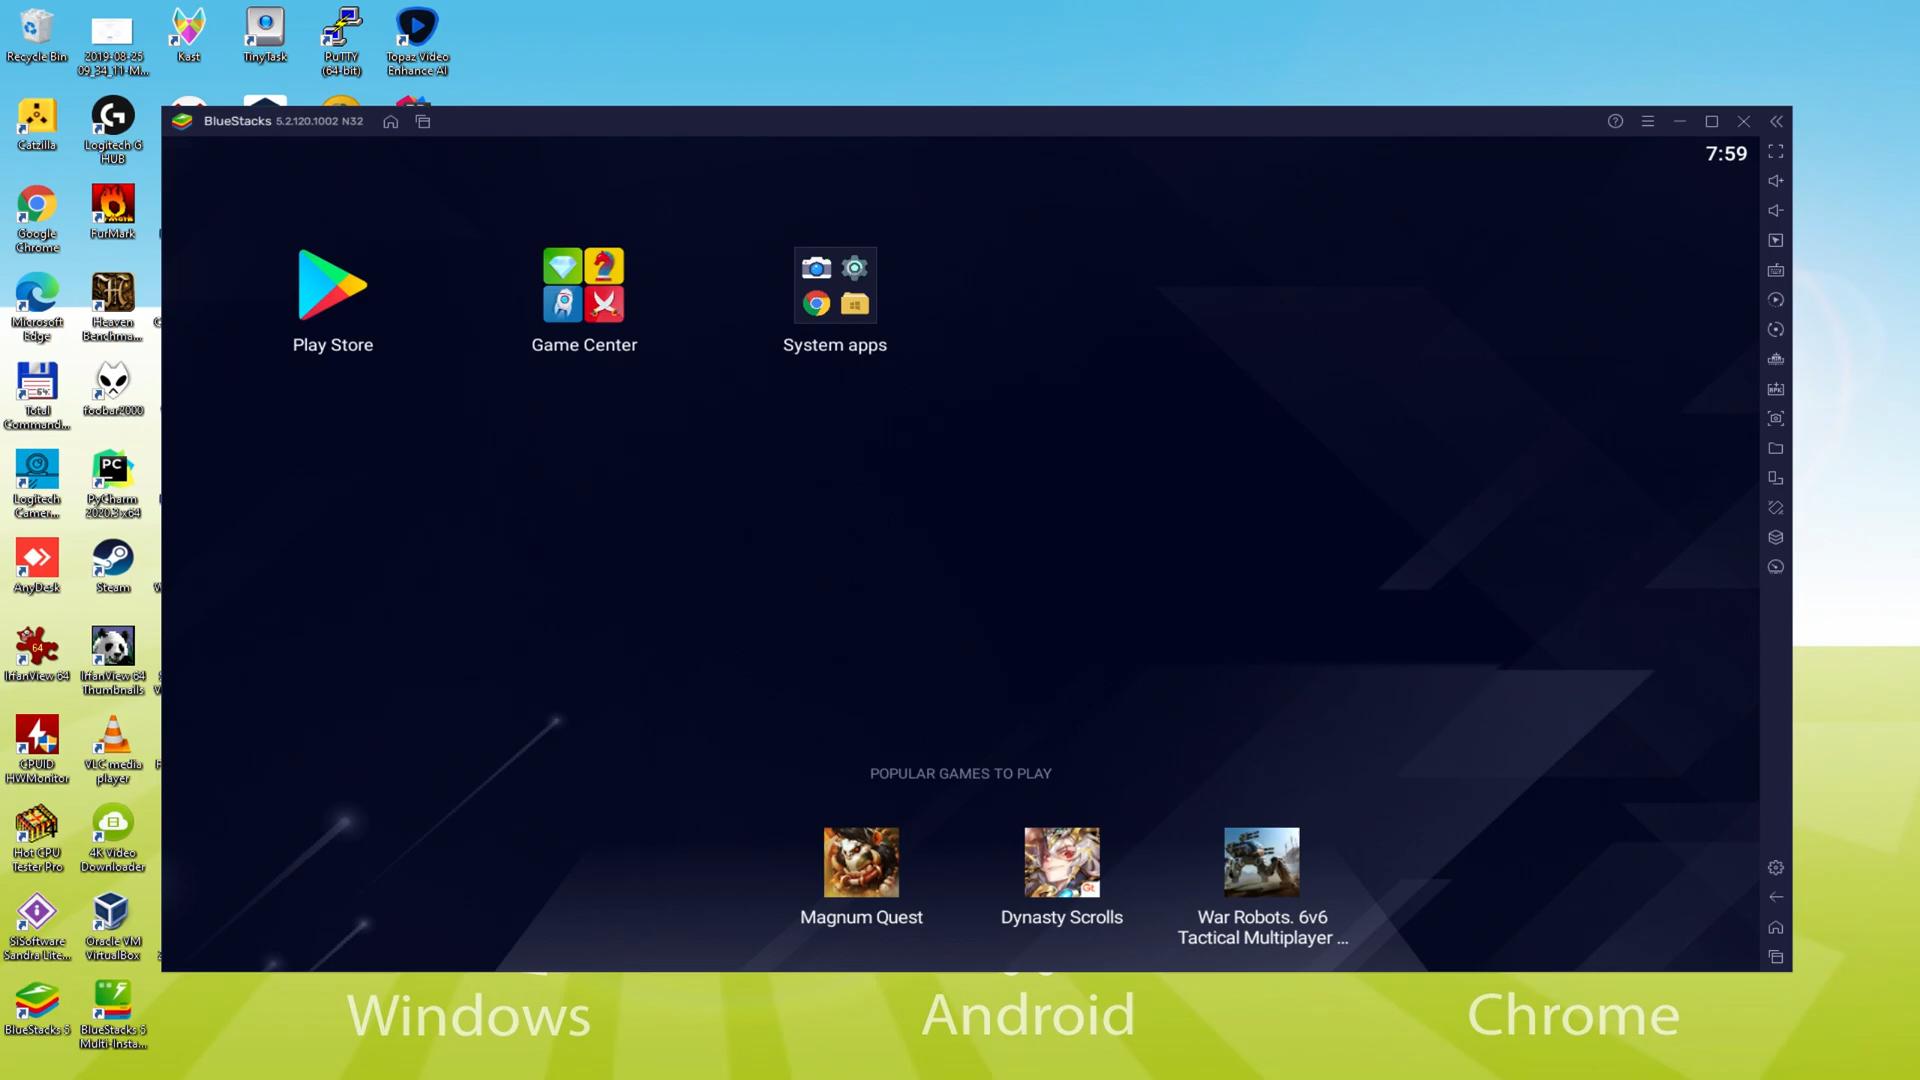 Recycle Bin
2019-08-25
09_34_11-M...
Kast
TinyTask
PuTTY
(64-bit)
Topaz Video
Enhance AI
Catzilla
Logitech G
HUB
Google
Chrome
FurMark
Microsoft
Edge
Heaven
Benchma...
Total
Command...
foobar2000
Logitech
Camer...
PC
PyCharm
2020.3 x64
AnyDesk
Steam
64
IrfanView 64
IrfanView 64
Thumbnails
CPUID
HWMonitor
VLC media
player
Hot CPU
Tester Pro
4K Video
Downloader
SiSoftware
Sandra Lite...
Oracle VM
VirtualBox
BlueStacks 5
BlueStacks 5
Multi-Insta...
BlueStacks 5.2.120.1002 N32
7:59
Play Store
Game Center
System apps
POPULAR GAMES TO PLAY
Magnum Quest
Dynasty Scrolls
War Robots. 6v6
Tactical Multiplayer ...
Windows
Android
Chrome